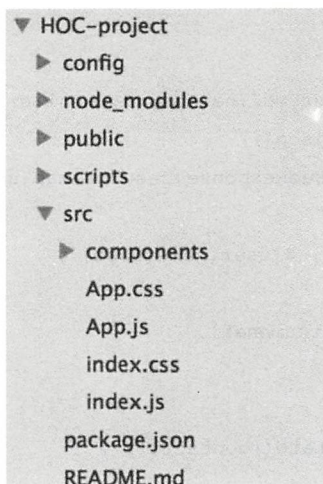 HOC-project
config
node_modules
public
scripts
src
components
App.css
App.js
index.css
index.js
package.json
README.md